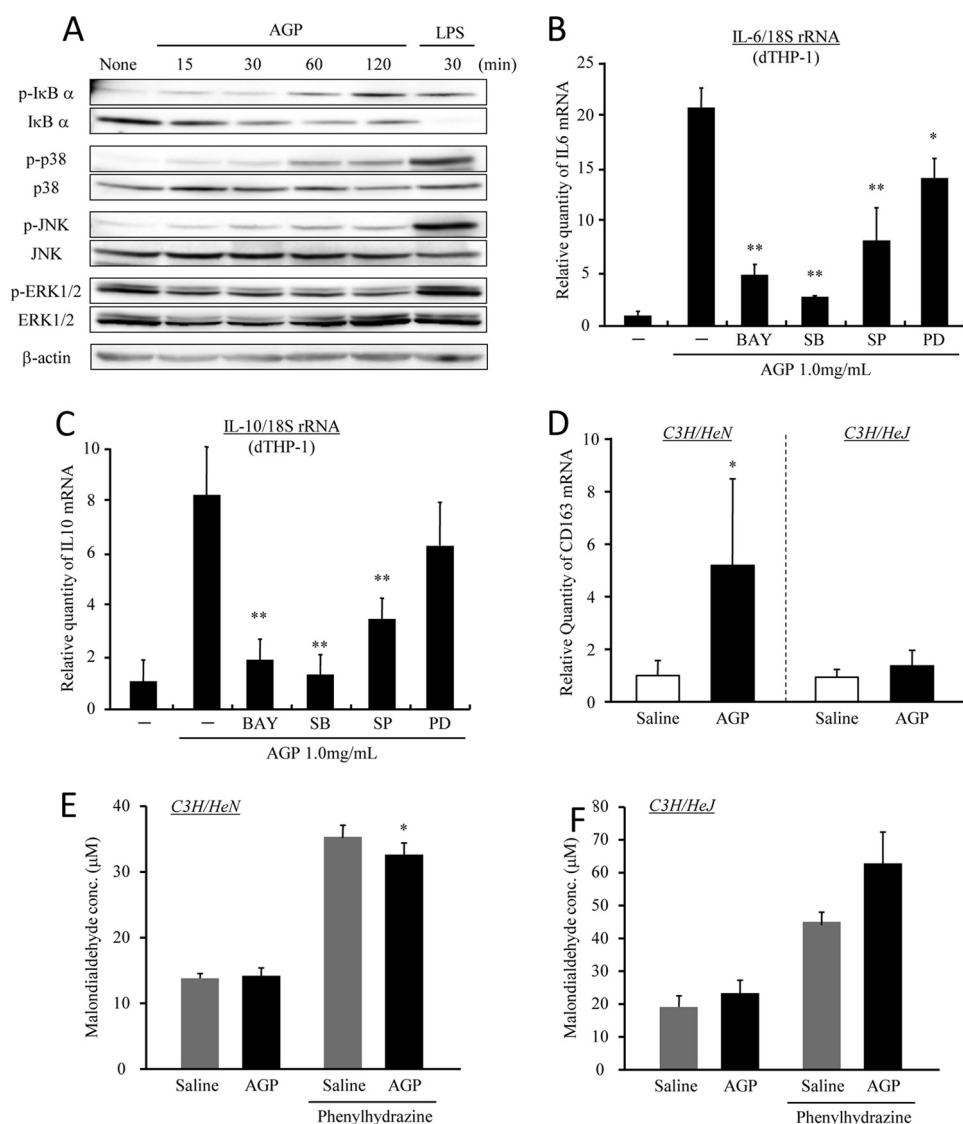 A
AGP LPS
None 15 30 60 120 30 (min)
p-IκB α
IκB α
p-p38
p38
p-JNK
JNK
p-ERK1/2
ERK1/2
β-actin
B
IL-6/18S rRNA
(dTHP-1)
Relative quantity of IL6 mRNA
25
20
15
10
5
0
** ** ** *
– – BAY SB SP PD
AGP 1.0mg/mL
C
IL-10/18S rRNA
(dTHP-1)
Relative quantity of IL10 mRNA
10
8
6
4
2
0
** ** **
– – BAY SB SP PD
AGP 1.0mg/mL
D
C3H/HeN C3H/HeJ
Relative Quantity of CD163 mRNA
10
8
6
4
2
0
*
Saline AGP Saline AGP
E
C3H/HeN
Malondialdehyde conc. (μM)
40
30
20
10
0
*
Saline AGP Saline AGP
Phenylhydrazine
F
C3H/HeJ
Malondialdehyde conc. (μM)
80
60
50
40
30
20
10
0
Saline AGP Saline AGP
Phenylhydrazine